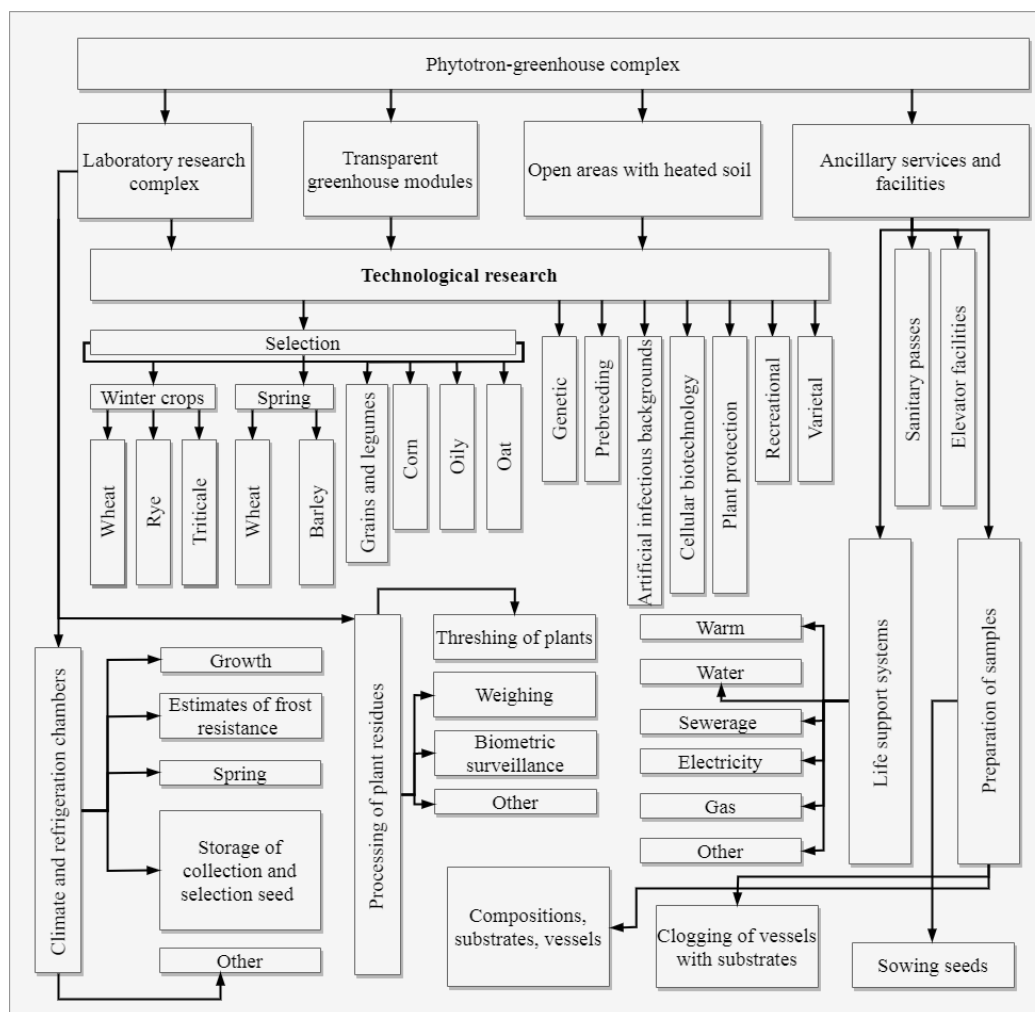 Phytotron-greenhouse complex
Laboratory research
complex
Transparent
greenhouse modules
Open areas with heated soil
Ancillary services and
facilities
Technological research
Sanitary passes
Elevator facilities
Selection
Genetic
Prebreeding
Artificial infectious backgrounds
Cellular biotechnology
Plant protection
Recreational
Varietal
Winter crops
Spring
Grains and legumes
Corn
Oily
Oat
Wheat
Rye
Triticale
Wheat
Barley
Climate and refrigeration chambers
Growth
Estimates of frost
resistance
Spring
Storage of
collection and
selection seed
Other
Processing of plant residues
Threshing of plants
Weighing
Biometric
surveillance
Other
Warm
Water
Sewerage
Electricity
Gas
Other
Life support systems
Preparation of samples
Compositions,
substrates, vessels
Clogging of vessels
with substrates
Sowing seeds